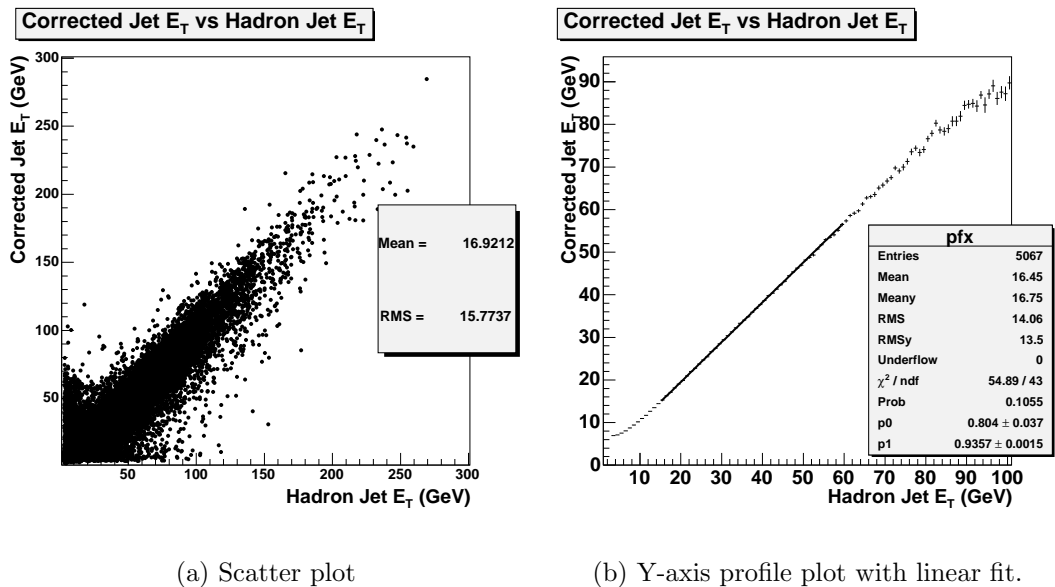 Corrected Jet E_T vs Hadron Jet E_T
Corrected Jet E_T (GeV)
300
250
200
150
100
50
50 100 150 200 250 300
Hadron Jet E_T (GeV)
Mean = 16.9212
RMS = 15.7737
(a) Scatter plot
Corrected Jet E_T vs Hadron Jet E_T
Corrected Jet E_T (GeV)
90
80
70
60
50
40
30
20
10
0
10 20 30 40 50 60 70 80 90 100
Hadron Jet E_T (GeV)
pfx
Entries 5067
Mean 16.45
Meany 16.75
RMS 14.06
RMSy 13.5
Underflow 0
χ² / ndf 54.89 / 43
Prob 0.1055
p0 0.804 ± 0.037
p1 0.9357 ± 0.0015
(b) Y-axis profile plot with linear fit.